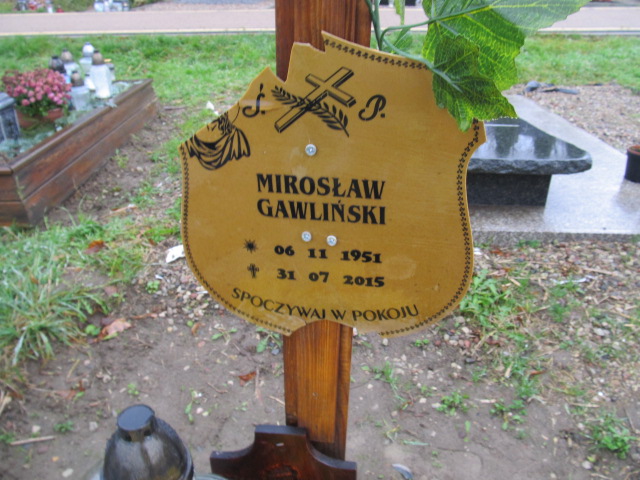 Ś. P.
MIROSŁAW
GAWLIŃSKI
06 11 1951
31 07 2015
SPOCZYWAJ W POKOJU